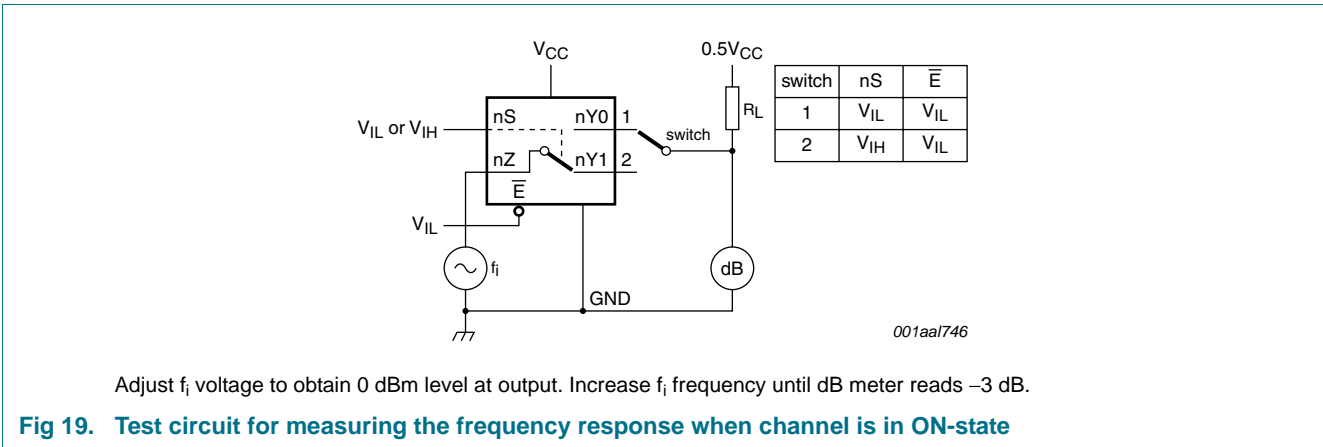 VCC
0.5VCC
switch nS E̅
1 VIL VIL
2 VIH VIL
RL
VIL or VIH
nS
nY0
1
switch
nZ
nY1
2
E̅
VIL
fi
dB
GND
001aal746
Adjust fi voltage to obtain 0 dBm level at output. Increase fi frequency until dB meter reads −3 dB.
Fig 19. Test circuit for measuring the frequency response when channel is in ON-state